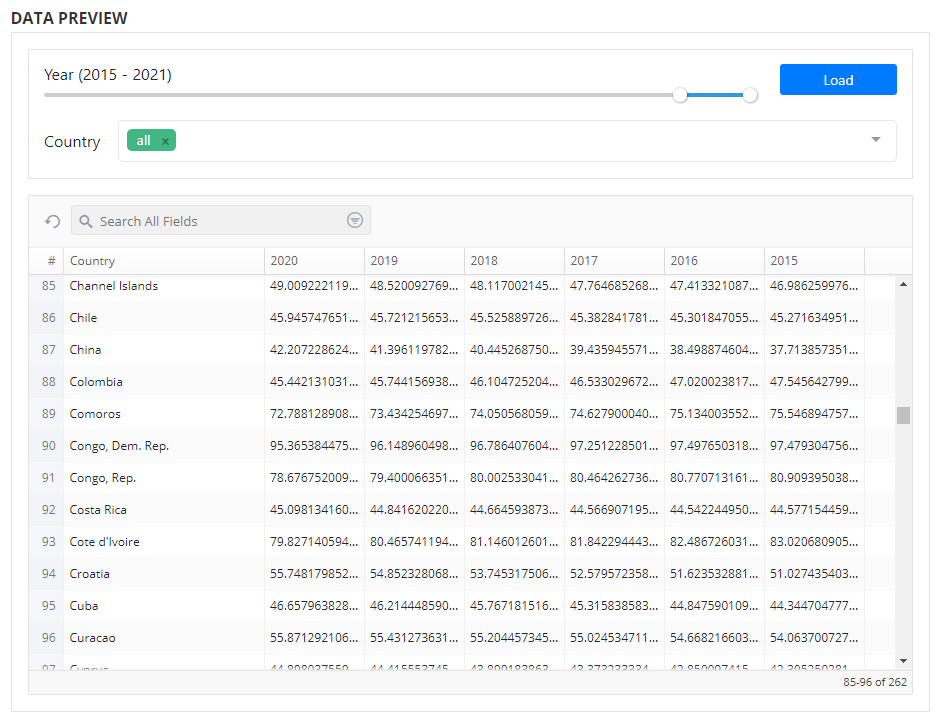 DATA PREVIEW
Year (2015 - 2021)
Load
Country
all ×
Search All Fields
# Country 2020 2019 2018 2017 2016 2015
85 Channel Islands 49.009222119... 48.520092769... 48.117002145... 47.764685268... 47.413321087... 46.986259976...
86 Chile 45.945747651... 45.721215653... 45.525889726... 45.382841781... 45.301847055... 45.271634951...
87 China 42.207228624... 41.396119782... 40.445268750... 39.435945571... 38.498874604... 37.713857351...
88 Colombia 45.442131031... 45.744156938... 46.104725204... 46.533029672... 47.020023817... 47.545642799...
89 Comoros 72.788128908... 73.434254697... 74.050568059... 74.627900040... 75.134003552... 75.546894757...
90 Congo, Dem. Rep. 95.365384475... 96.148960498... 96.786407604... 97.251228501... 97.497650318... 97.479304756...
91 Congo, Rep. 78.676752009... 79.400066351... 80.002533041... 80.464262736... 80.770713161... 80.909395038...
92 Costa Rica 45.098134160... 44.841620220... 44.664593873... 44.566907195... 44.542244950... 44.577154459...
93 Cote d'Ivoire 79.827140594... 80.465741194... 81.146012601... 81.842294443... 82.486726031... 83.020680905...
94 Croatia 55.748179852... 54.852328068... 53.745317506... 52.579572358... 51.623532881... 51.027435403...
95 Cuba 46.657963828... 46.214448590... 45.767181516... 45.315838583... 44.847590109... 44.344704777...
96 Curacao 55.871292106... 55.431273631... 55.204457345... 55.024534711... 54.668216603... 54.063700727...
97 Cyprus
85-96 of 262